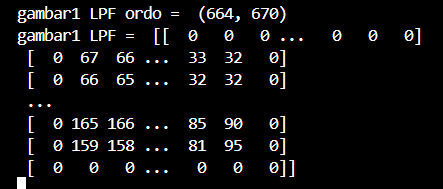 gambar1 LPF ordo =  (664, 670)
gambar1 LPF =  [[  0   0   0 ...   0   0   0]
 [  0  67  66 ...  33  32   0]
 [  0  66  65 ...  32  32   0]
 ...
 [  0 165 166 ...  85  90   0]
 [  0 159 158 ...  81  95   0]
 [  0   0   0 ...   0   0   0]]